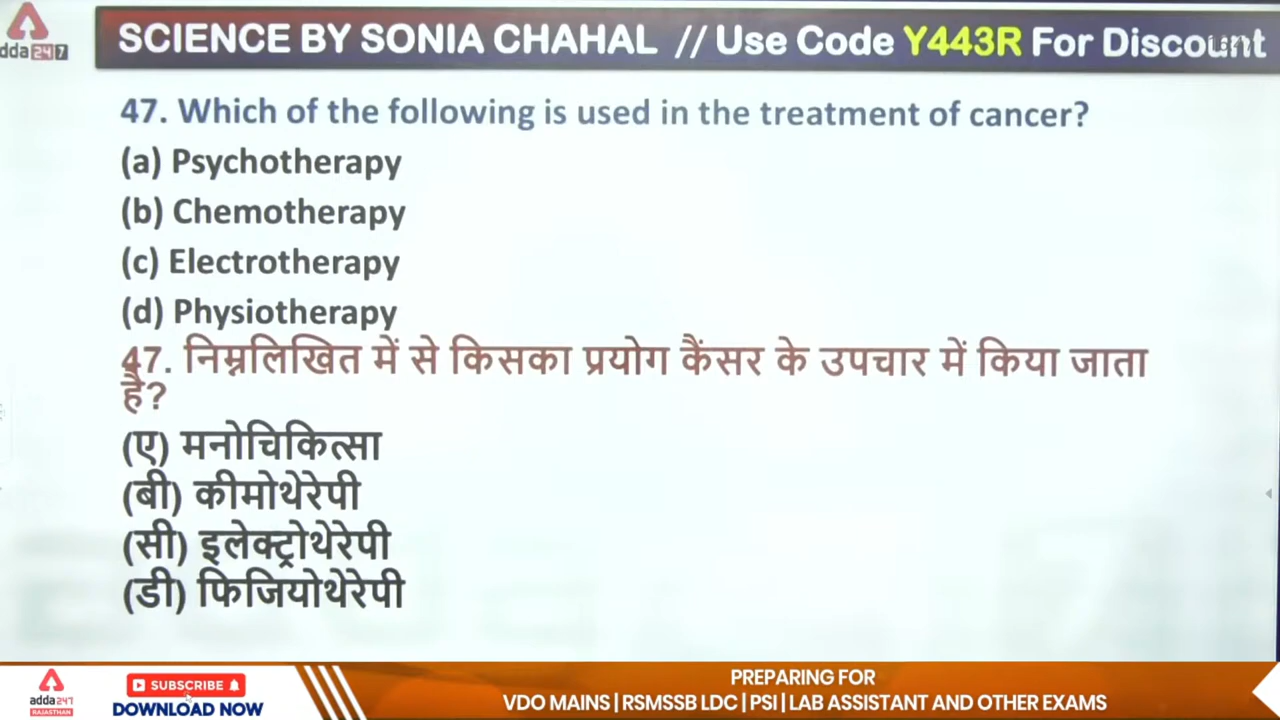 adda 247
SCIENCE BY SONIA CHAHAL // Use Code Y443R For Discount
47. Which of the following is used in the treatment of cancer?
(a) Psychotherapy
(b) Chemotherapy
(c) Electrotherapy
(d) Physiotherapy
47. निम्नलिखित में से किसका प्रयोग कैंसर के उपचार में किया जाता
है?
(ए) मनोचिकित्सा
(बी) कीमोथेरेपी
(सी) इलेक्ट्रोथेरेपी
(डी) फिजियोथेरेपी
adda247
RAJASTHAN
SUBSCRIBE
DOWNLOAD NOW
PREPARING FOR
VDO MAINS | RSMSSB LDC | PSI | LAB ASSISTANT AND OTHER EXAMS